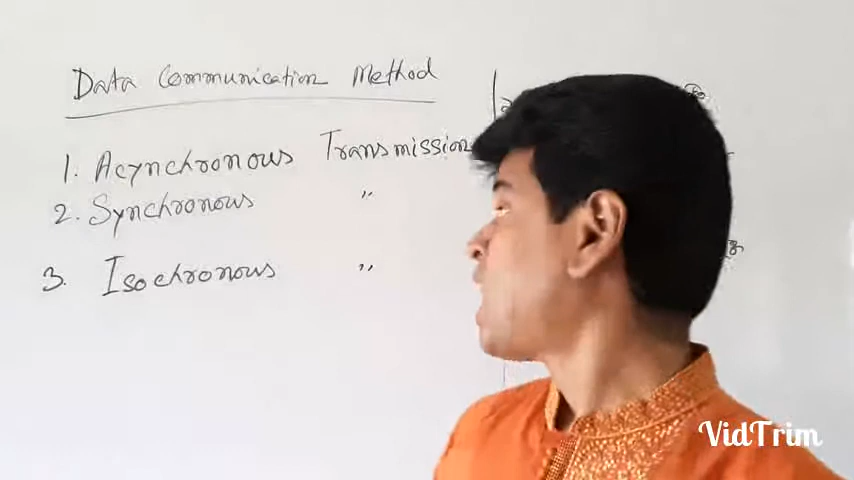 Data Communication Method
1. Acynchronous Transmission
2. Synchronous "
3. Isochronous "
VidTrim